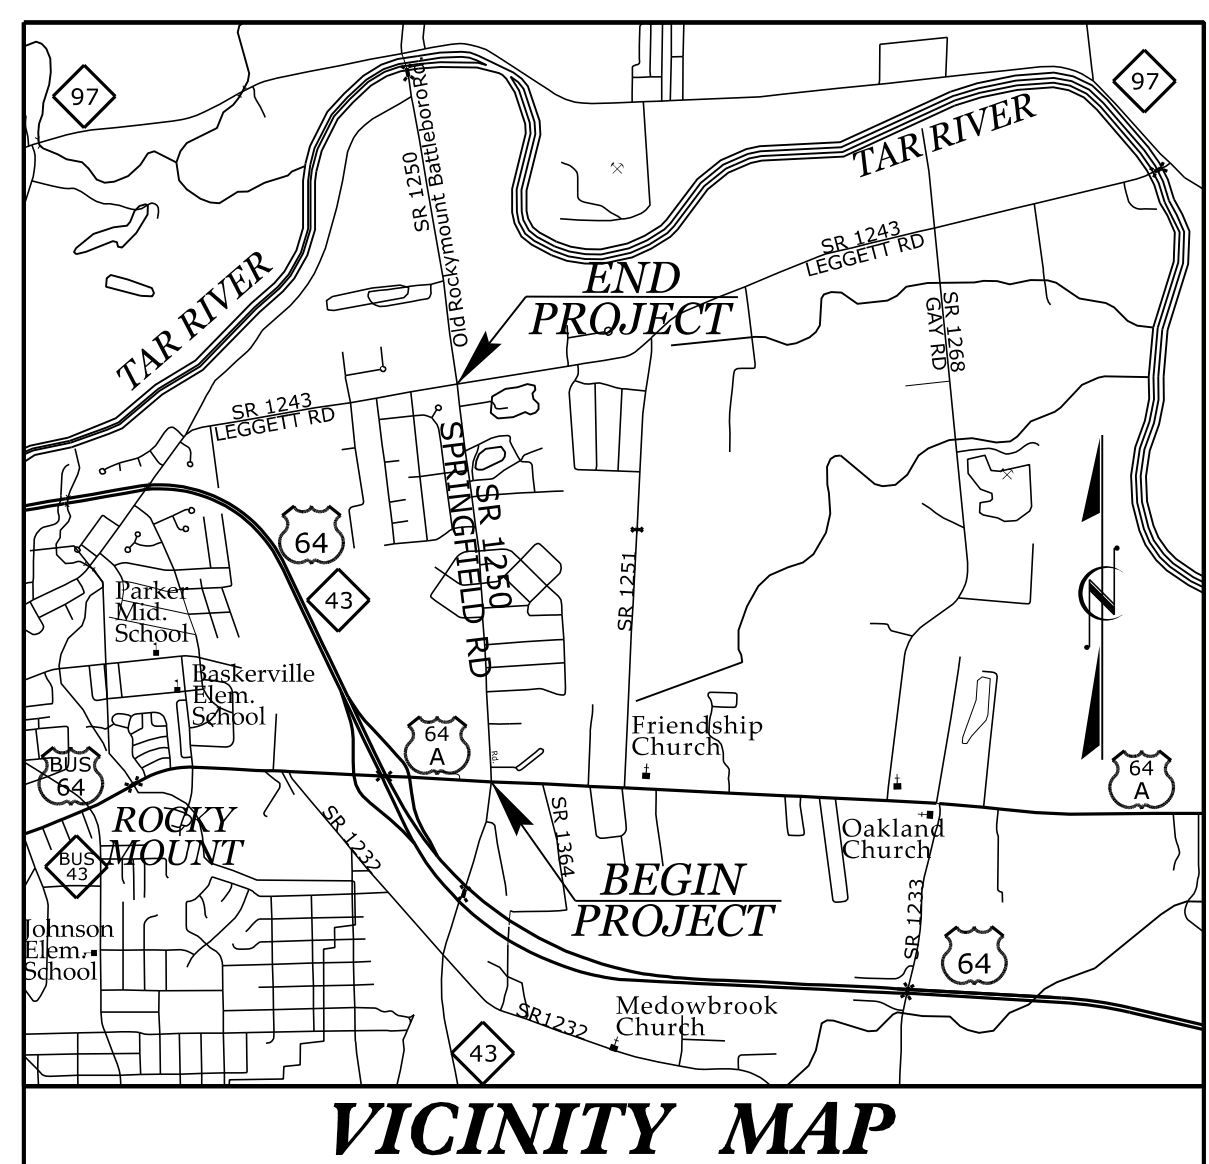 97
97
TAR RIVER
Old Rockymount Battleboro Rd.
SR 1250
SR 1243
LEGGETT RD
TAR RIVER
END
PROJECT
SR 1268
GAY RD
SR 1243
LEGGETT RD
SPRINGFIELD RD
SR 1250
64
43
N
SR 1251
Parker
Mid.
School
Baskerville
Elem.
School
64
A
Rd.
Friendship
Church
BUS
64
64
A
ROCKY
MOUNT
SR 1232
SR 1364
Oakland
Church
BUS
43
BEGIN
PROJECT
SR 1233
Johnson
Elem.
School
64
Medowbrook
Church
SR1232
43
VICINITY MAP